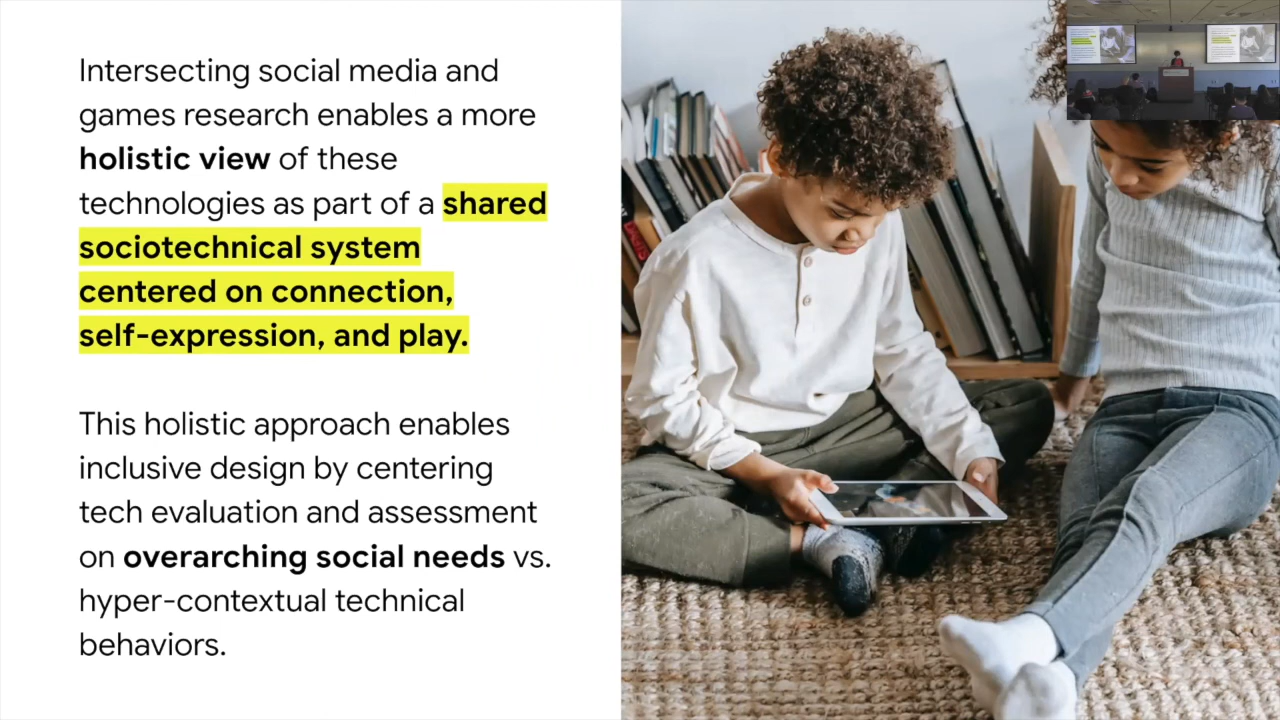 Intersecting social media and
games research enables a more
holistic view of these
technologies as part of a shared
sociotechnical system
centered on connection,
self-expression, and play.
This holistic approach enables
inclusive design by centering
tech evaluation and assessment
on overarching social needs vs.
hyper-contextual technical
behaviors.